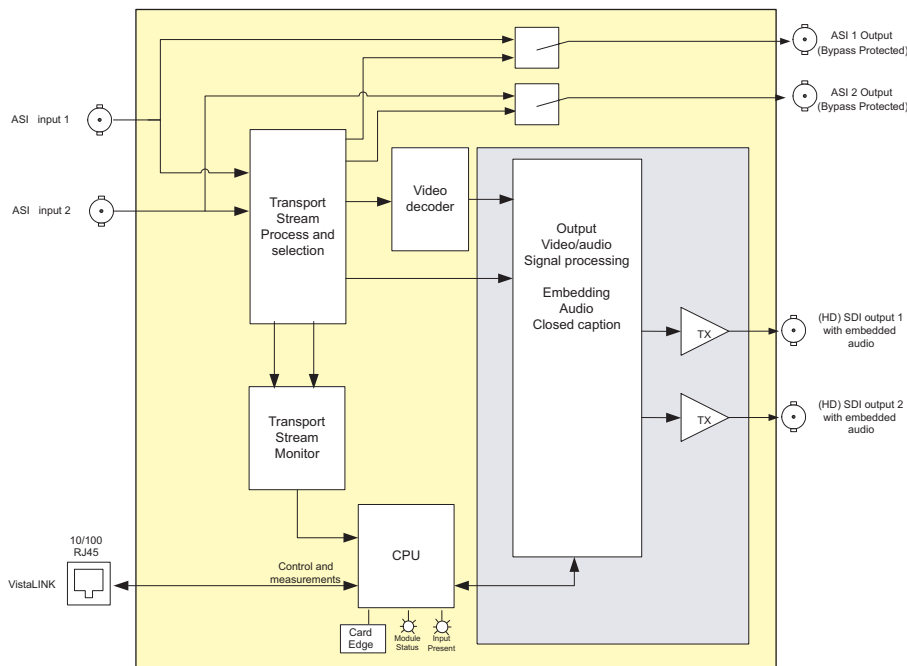 ASI 1 Output
(Bypass Protected)
ASI 2 Output
(Bypass Protected)
ASI input 1
ASI input 2
Transport
Stream
Process and
selection
Video
decoder
Output
Video/audio
Signal processing
Embedding
Audio
Closed caption
TX
(HD) SDI output 1
with embedded
audio
TX
(HD) SDI output 2
with embedded
audio
Transport
Stream
Monitor
CPU
10/100
RJ45
VistaLINK
Control and
measurements
Card
Edge
Module
Status
Input
Present